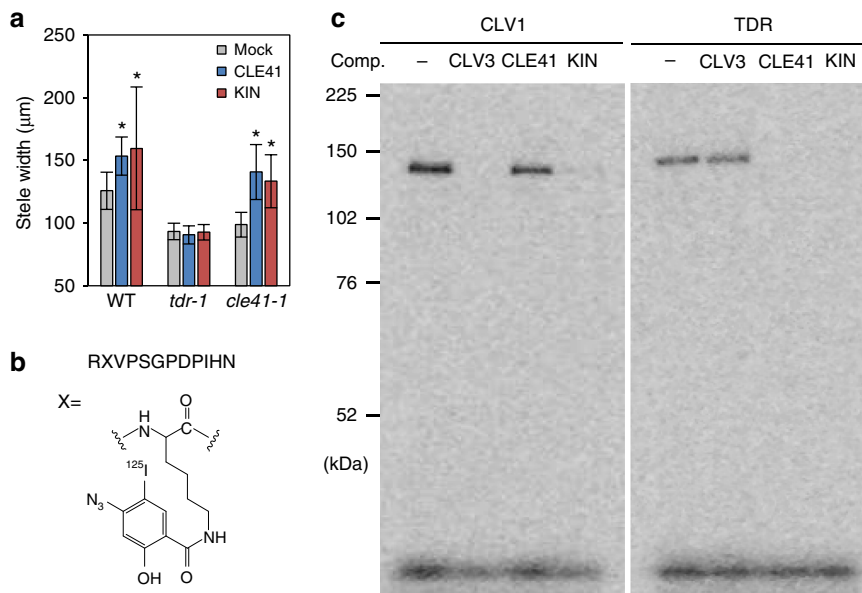 a
Stele width (µm)
250
200
150
100
50
Mock
CLE41
KIN
*
*
*
*
WT
tdr-1
cle41-1
b
RXVPSGPDPIHN
X=
H
N
O
C
125I
N3
OH
O
NH
c
CLV1
TDR
Comp.
– CLV3 CLE41 KIN
– CLV3 CLE41 KIN
225
150
102
76
52
(kDa)